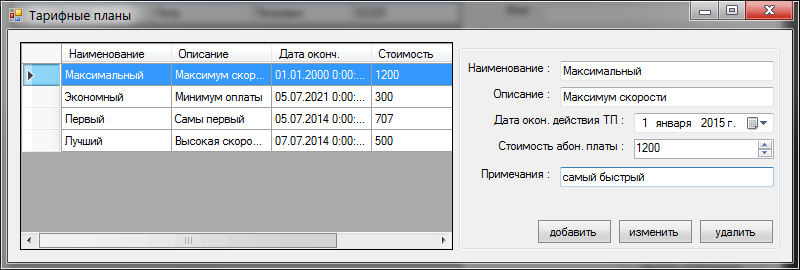 Тарифные планы
Наименование Описание Дата оконч. Стоимость
Максимальный Максимум скор... 01.01.2000 0:00:... 1200
Экономный Минимум оплаты 05.07.2021 0:00:... 300
Первый Самы первый 05.07.2014 0:00:... 707
Лучший Высокая скоро... 07.07.2014 0:00:... 500
Наименование : Максимальный
Описание : Максимум скорости
Дата окон. действия ТП : 1 января 2015 г.
Стоимость абон. платы : 1200
Примечания : самый быстрый
добавить изменить удалить